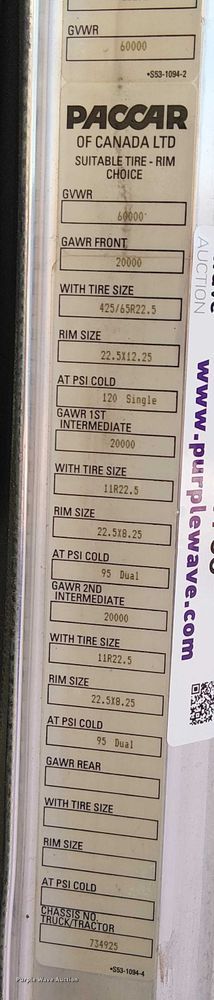 GVWR
60000
•S53-1094-2
PACCAR
OF CANADA LTD
SUITABLE TIRE - RIM
CHOICE
GVWR
60000
GAWR FRONT
20000
WITH TIRE SIZE
425/65R22.5
RIM SIZE
22.5X12.25
AT PSI COLD
120 Single
GAWR 1ST
INTERMEDIATE
20000
WITH TIRE SIZE
11R22.5
RIM SIZE
22.5X8.25
AT PSI COLD
95 Dual
GAWR 2ND
INTERMEDIATE
20000
WITH TIRE SIZE
11R22.5
RIM SIZE
22.5X8.25
AT PSI COLD
95 Dual
GAWR REAR
WITH TIRE SIZE
RIM SIZE
AT PSI COLD
CHASSIS NO.
TRUCK/TRACTOR
734925
•S53-1094-4
AUCTION
www.purplewave.com
Purple Wave Auction